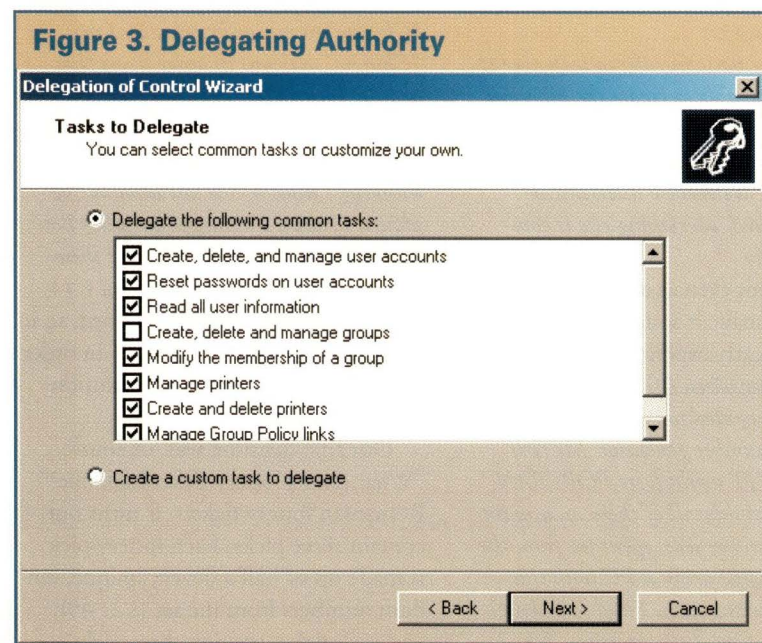 Figure 3. Delegating Authority
Delegation of Control Wizard
Tasks to Delegate
You can select common tasks or customize your own.
Delegate the following common tasks:
Create, delete, and manage user accounts
Reset passwords on user accounts
Read all user information
Create, delete and manage groups
Modify the membership of a group
Manage printers
Create and delete printers
Manage Group Policy links
Create a custom task to delegate
< Back
Next >
Cancel